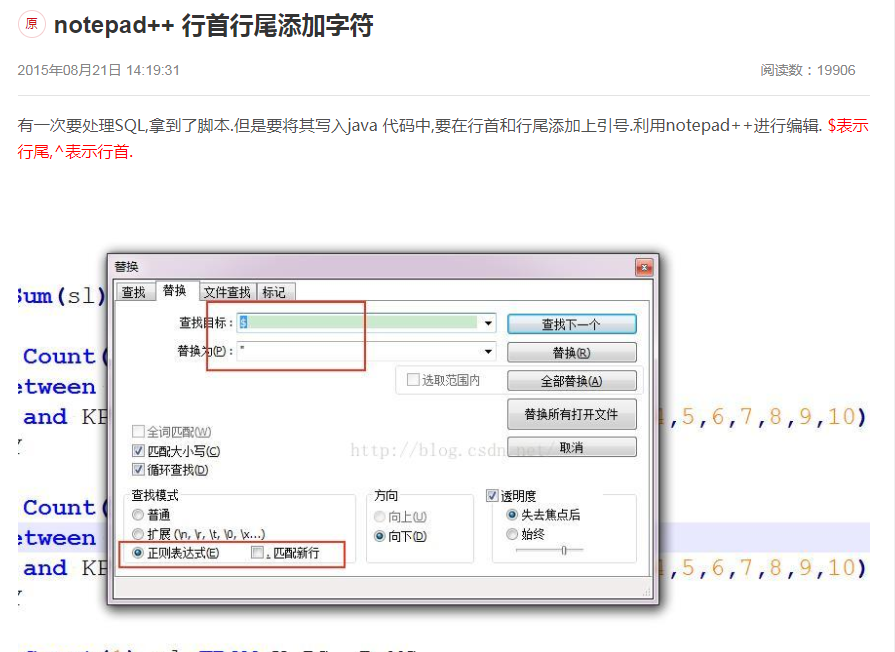 原 notepad++ 行首行尾添加字符
2015年08月21日 14:19:31 阅读数：19906
有一次要处理SQL,拿到了脚本.但是要将其写入java 代码中,要在行首和行尾添加上引号.利用notepad++进行编辑. $表示
行尾,^表示行首.
替换
查找 替换 文件查找 标记
Sum(sl)
查找目标： $ 查找下一个
替换为(P)： " 替换(R)
Count(
选取范围内 全部替换(A)
etween
替换所有打开文件
and KF ,5,6,7,8,9,10)
全词匹配(W)
匹配大小写(C) http://blog.csdn.net/ 取消
循环查找(D)
查找模式 方向 透明度
普通 向上(U) 失去焦点后
Count(
扩展 (\n, \r, \t, \0, \x...) 向下(D) 始终
etween
正则表达式(E) . 匹配新行
and KF ,5,6,7,8,9,10)